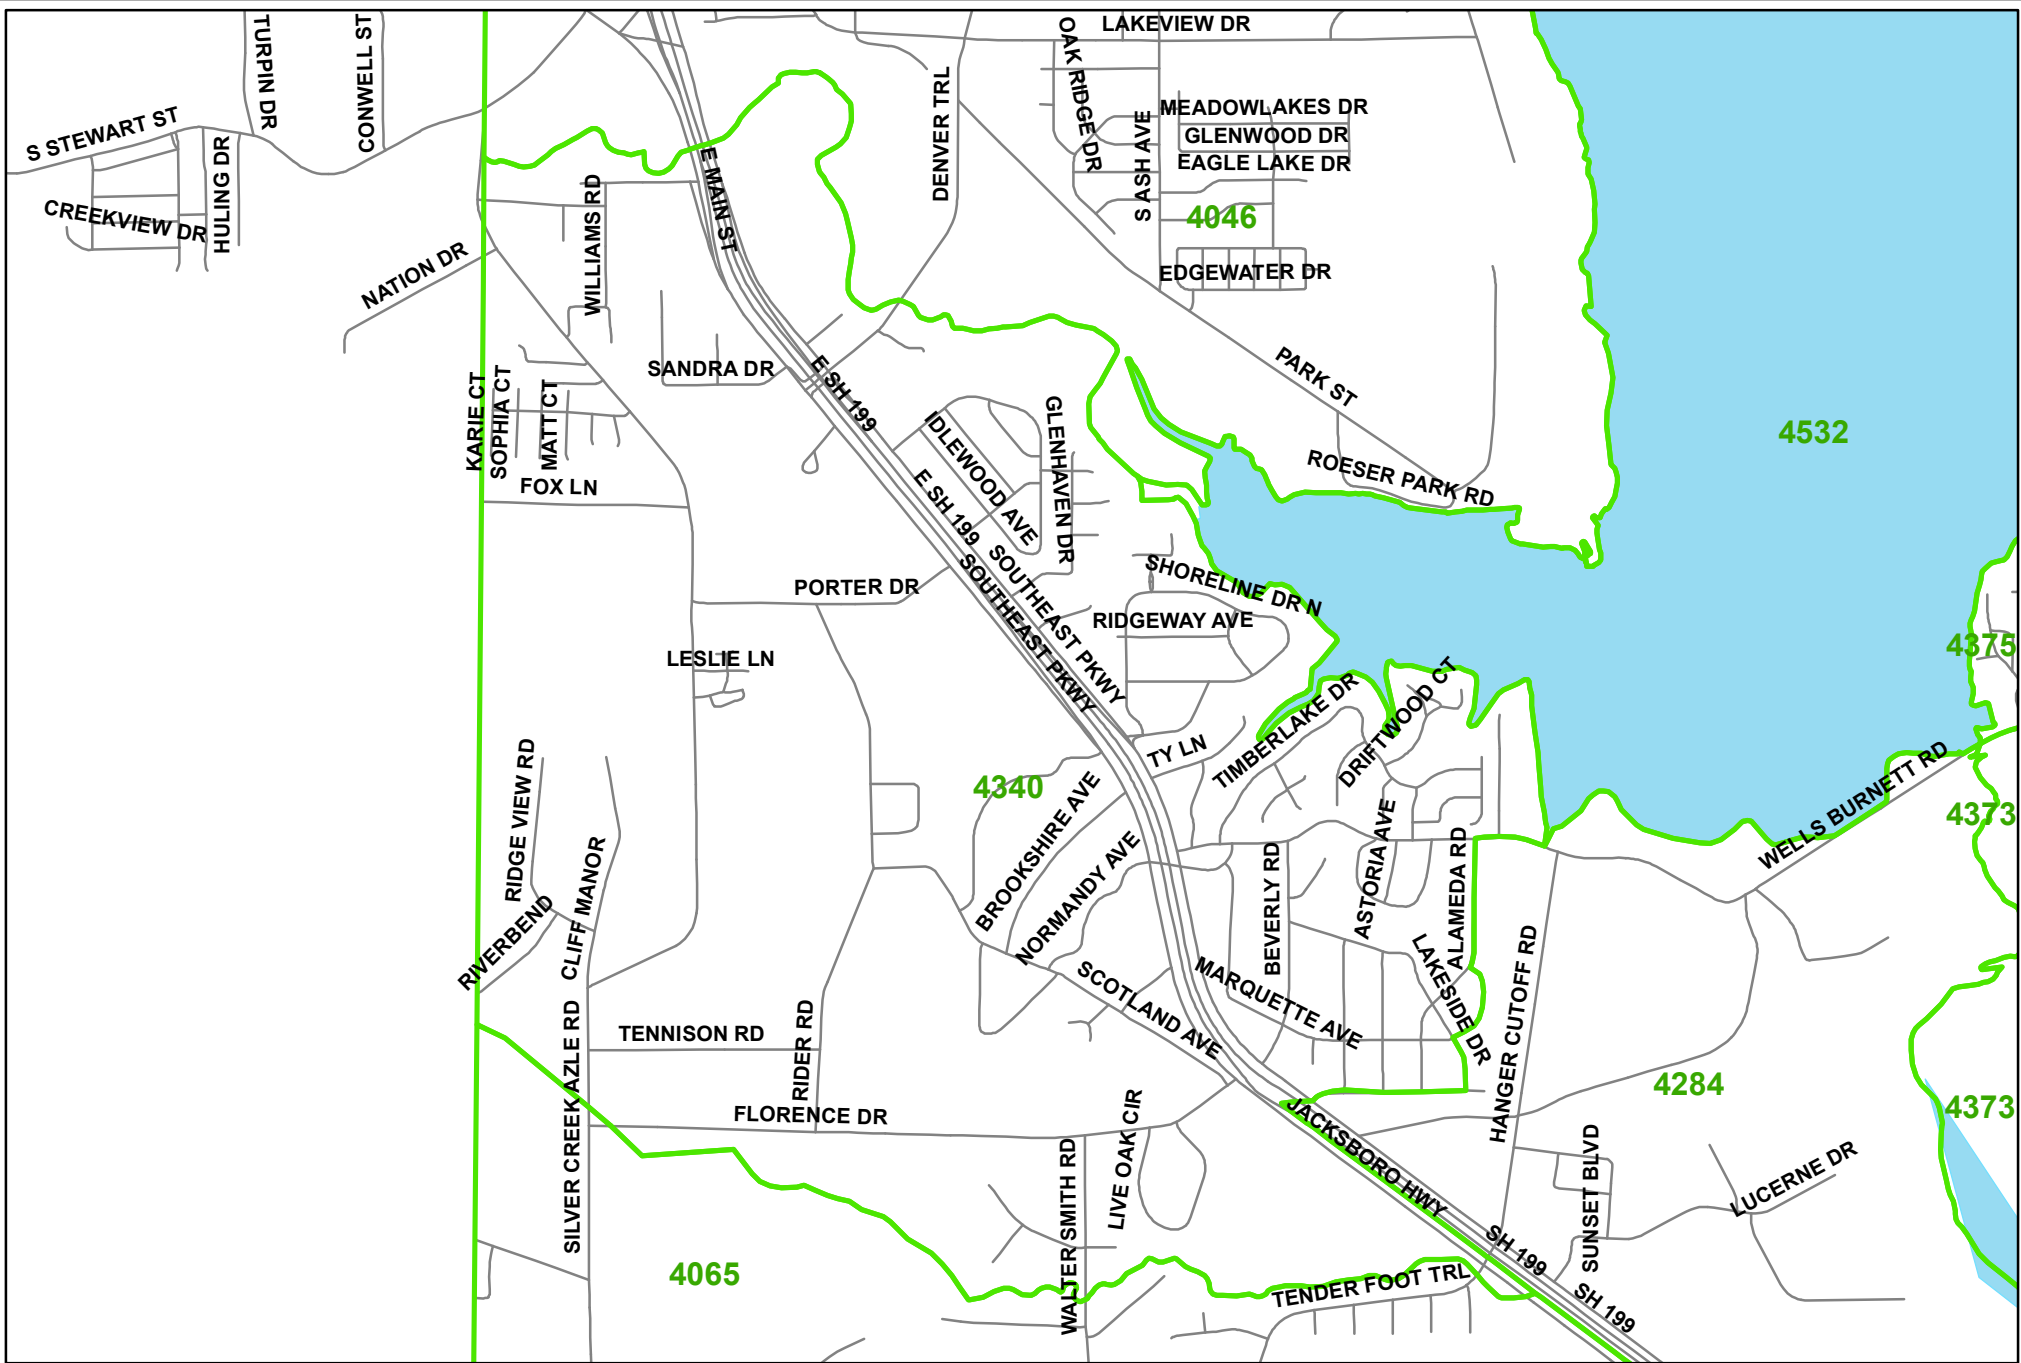 LAKEVIEW DR
TURPIN DR
CONWELL ST
OAK RIDGE DR
S STEWART ST
DENVER TRL
MEADOWLAKES DR
GLENWOOD DR
EAGLE LAKE DR
S ASH AVE
HULING DR
E MAIN ST
CREEKVIEW DR
WILLIAMS RD
4046
NATION DR
EDGEWATER DR
SANDRA DR
E SH 199
PARK ST
KARIE CT
SOPHIA CT
MATT CT
IDLEWOOD AVE
GLENHAVEN DR
4532
FOX LN
E SH 199
ROESER PARK RD
SOUTHEAST PKWY
SOUTHEAST PKWY
SHORELINE DR N
PORTER DR
RIDGEWAY AVE
4375
LESLIE LN
TIMBERLAKE DR
DRIFTWOOD CT
TY LN
4340
WELLS BURNETT RD
4373
RIDGE VIEW RD
BROOKSHIRE AVE
NORMANDY AVE
ASTORIA AVE
ALAMEDA RD
BEVERLY RD
CLIFF MANOR
RIVERBEND
LAKESIDE DR
HANGER CUTOFF RD
MARQUETTE AVE
SCOTLAND AVE
TENNISON RD
RIDER RD
SILVER CREEK AZLE RD
4284
4373
FLORENCE DR
JACKSBORO HWY
LIVE OAK CIR
WALTER SMITH RD
SUNSET BLVD
LUCERNE DR
SH 199
4065
TENDER FOOT TRL
SH 199